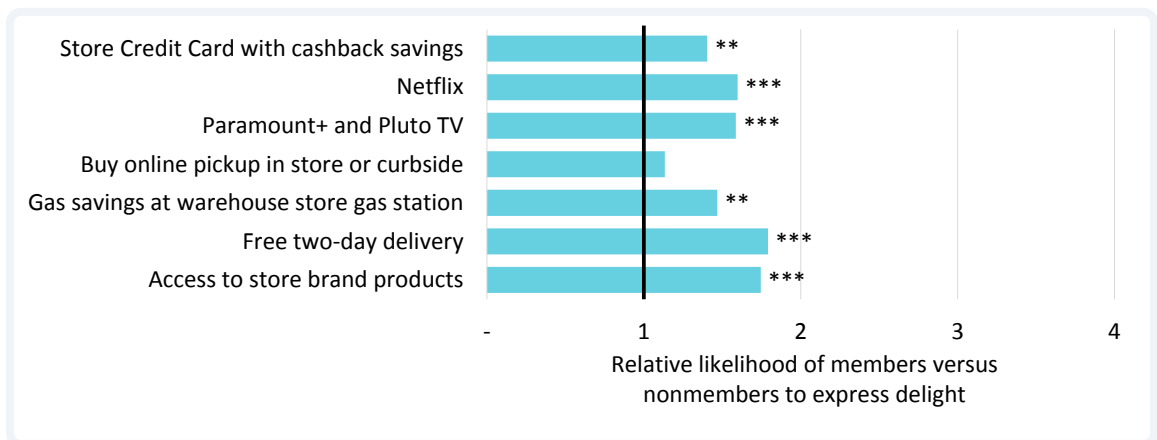 Store Credit Card with cashback savings **
Netflix ***
Paramount+ and Pluto TV ***
Buy online pickup in store or curbside
Gas savings at warehouse store gas station **
Free two-day delivery ***
Access to store brand products ***
- 1 2 3 4
Relative likelihood of members versus
nonmembers to express delight